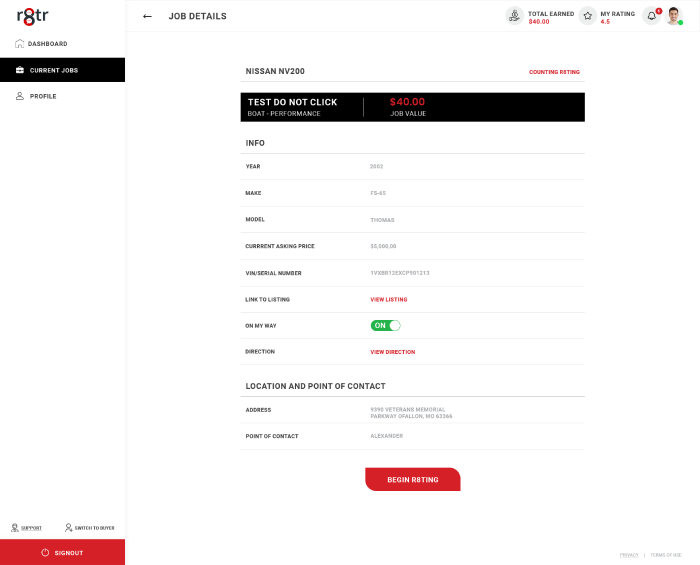 r8tr
← JOB DETAILS
TOTAL EARNED
$40.00
MY RATING
4.5
DASHBOARD
CURRENT JOBS
PROFILE
NISSAN NV200
COUNTING R8TING
TEST DO NOT CLICK
BOAT - PERFORMANCE
$40.00
JOB VALUE
INFO
YEAR 2002
MAKE FB-65
MODEL THOMAS
CURRRENT ASKING PRICE $5,000,00
VIN/SERIAL NUMBER 1VXBR12EXCP901213
LINK TO LISTING VIEW LISTING
ON MY WAY ON
DIRECTION VIEW DIRECTION
LOCATION AND POINT OF CONTACT
ADDRESS 9390 VETERANS MEMORIAL
PARKWAY OFALLON, MO 63366
POINT OF CONTACT ALEXANDER
BEGIN R8TING
SUPPORT SWITCH TO BUYER
SIGNOUT
PRIVACY | TERMS OF USE